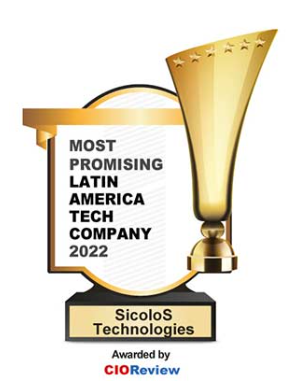 MOST
PROMISING
LATIN
AMERICA
TECH
COMPANY
2022
SicoloS
Technologies
Awarded by
CIOReview